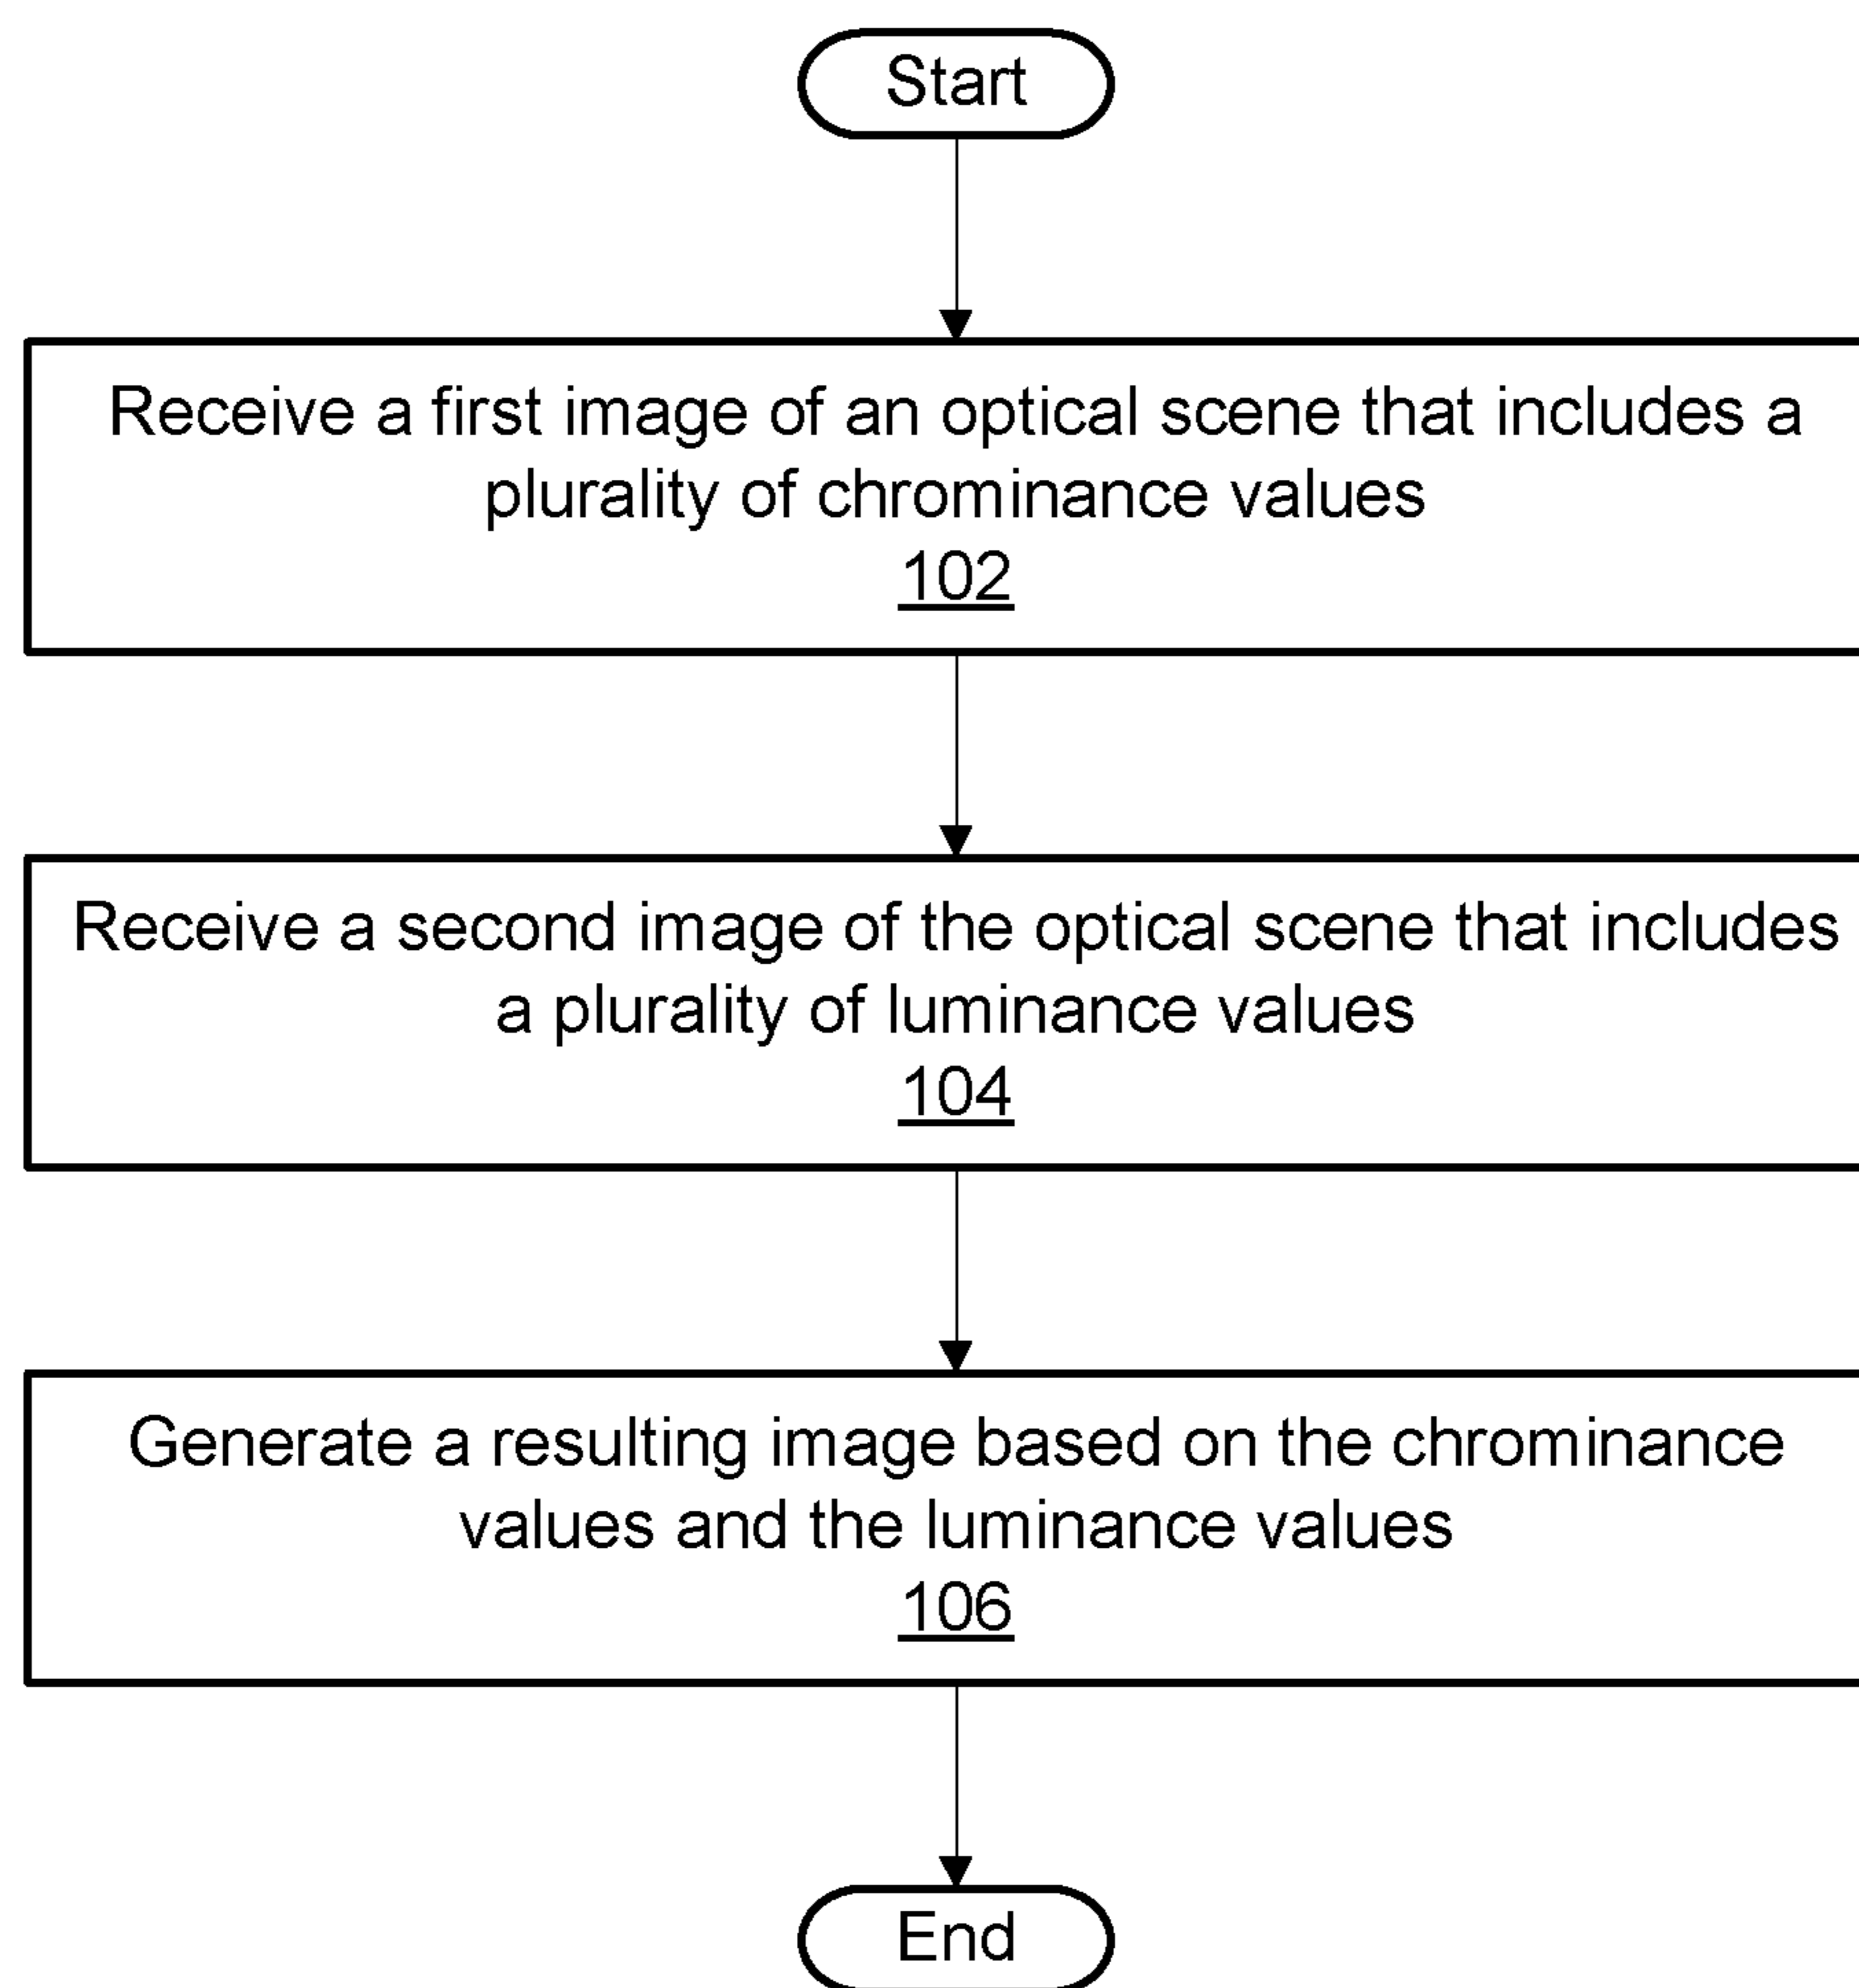 Start
Receive a first image of an optical scene that includes a
plurality of chrominance values
102
Receive a second image of the optical scene that includes
a plurality of luminance values
104
Generate a resulting image based on the chrominance
values and the luminance values
106
End